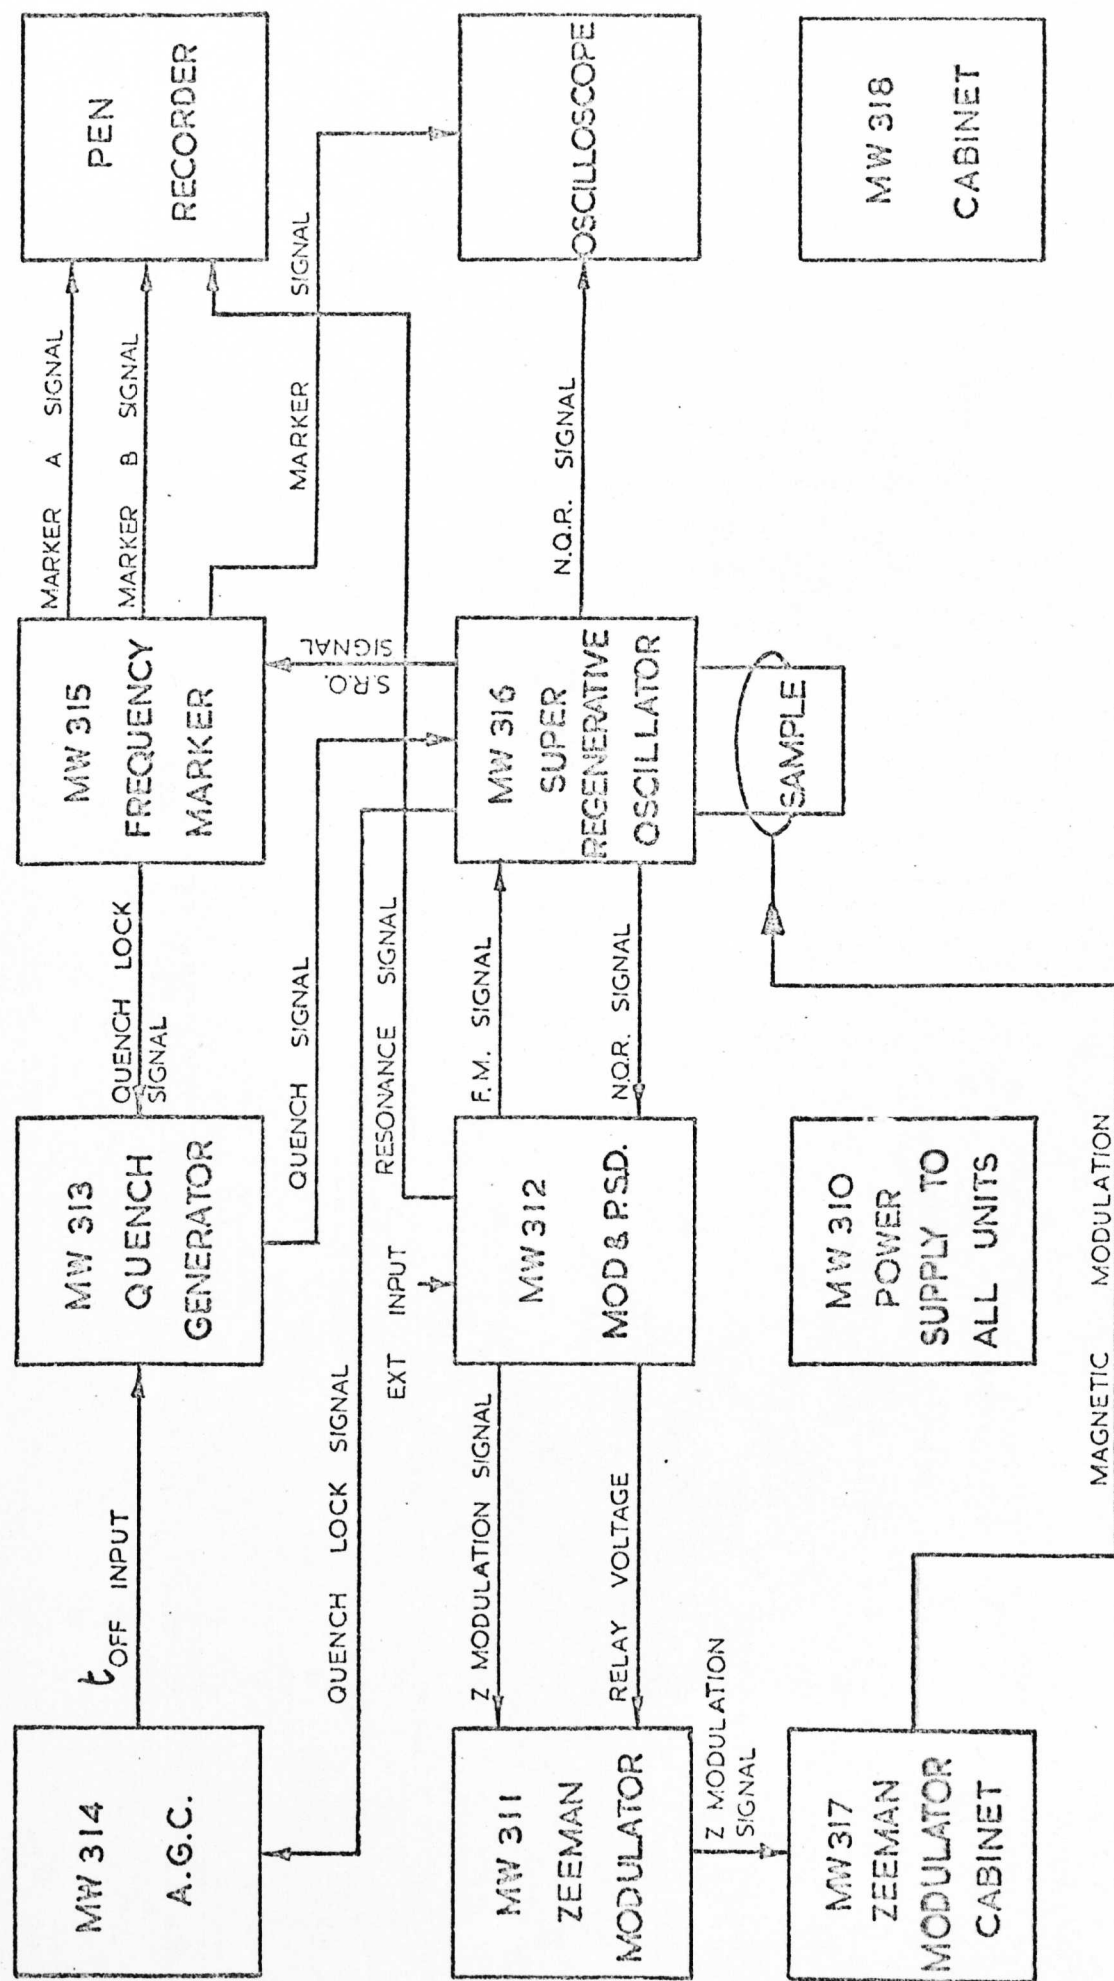 MW 314
A.G.C.
tOFF INPUT
MW 313
QUENCH
GENERATOR
QUENCH LOCK
SIGNAL
MW 315
FREQUENCY
MARKER
MARKER A SIGNAL
MARKER B SIGNAL
PEN
RECORDER
QUENCH LOCK SIGNAL
QUENCH SIGNAL
EXT INPUT
RESONANCE SIGNAL
S.R.O.
SIGNAL
MARKER SIGNAL
MW 311
ZEEMAN
MODULATOR
Z MODULATION SIGNAL
RELAY VOLTAGE
MW 312
MOD & P.S.D.
F.M. SIGNAL
N.Q.R. SIGNAL
MW 316
SUPER
REGENERATIVE
OSCILLATOR
N.Q.R. SIGNAL
OSCILLOSCOPE
Z MODULATION
SIGNAL
MW 317
ZEEMAN
MODULATOR
CABINET
MW 310
POWER
SUPPLY TO
ALL UNITS
SAMPLE
MW 318
CABINET
MAGNETIC MODULATION